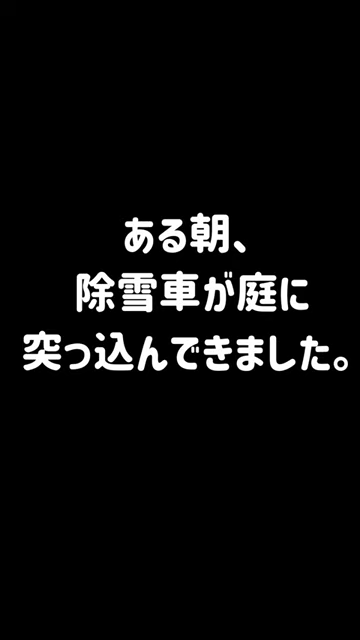 ある朝、
除雪車が庭に
突っ込んできました。